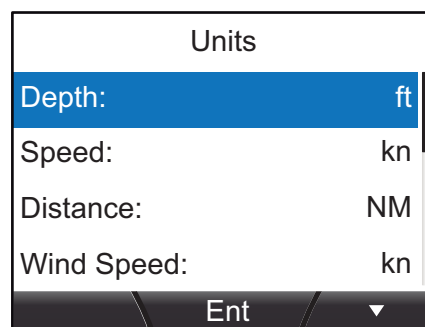 Units
Depth: ft
Speed: kn
Distance: NM
Wind Speed: kn
Ent